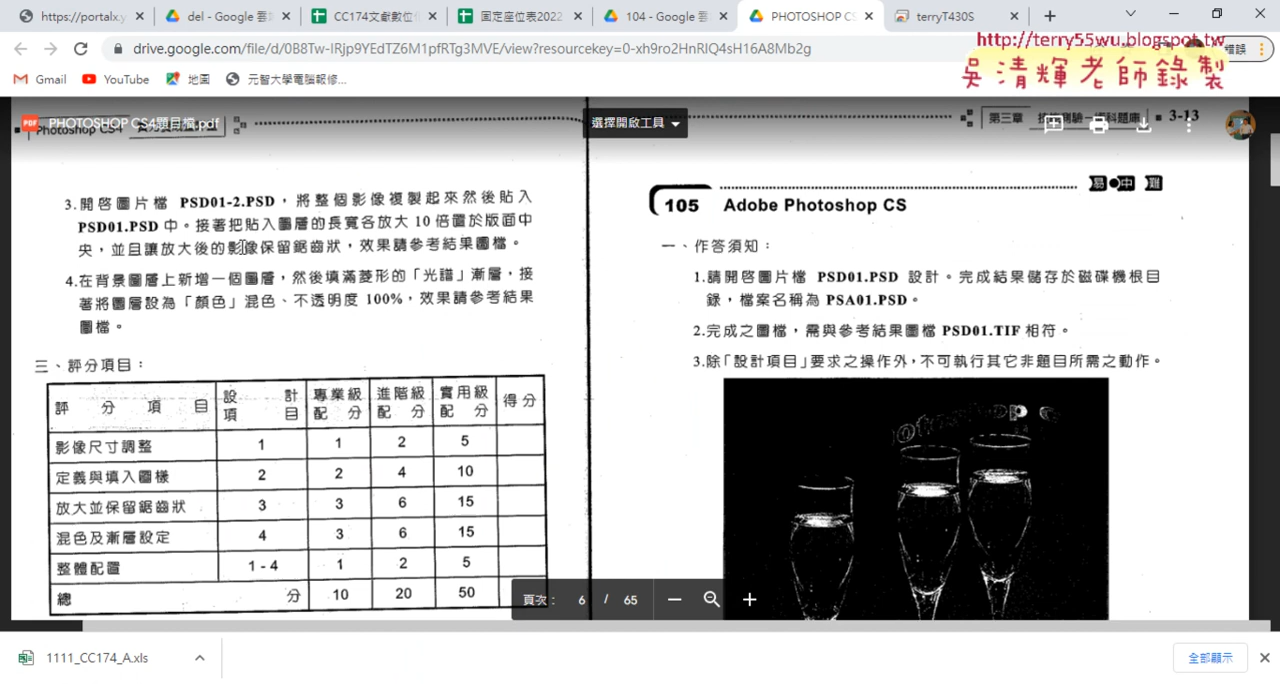 https://portalx.y
del - Google 雲
CC174文獻數位
固定座位表2022
104 - Google 雲
PHOTOSHOP CS
terryT430S
drive.google.com/file/d/0B8Tw-IRjp9YEdTZ6M1pfRTg3MVE/view?resourcekey=0-xh9ro2HnRIQ4sH16A8Mb2g
http://terry55wu.blogspot.tw
吳清輝老師錄製
Gmail
YouTube
地圖
元智大學電腦報修...
PHOTOSHOP CS4題目檔.pdf
選擇開啟工具
3-13
3.開啓圖片檔 PSD01-2.PSD，將整個影像複製起來然後貼入
PSD01.PSD 中。接著把貼入圖層的長寬各放大 10 倍置於版面中
央，並且讓放大後的影像保留鋸齒狀，效果請參考結果圖檔。
4.在背景圖層上新增一個圖層，然後填滿菱形的「光譜」漸層，接
著將圖層設為「顏色」混色、不透明度 100%，效果請參考結果
圖檔。
三、評分項目：
評分項目 設計項目 專業級配分 進階級配分 實用級配分 得分
影像尺寸調整 1 1 2 5
定義與填入圖樣 2 2 4 10
放大並保留鋸齒狀 3 3 6 15
混色及漸層設定 4 3 6 15
整體配置 1 - 4 1 2 5
總分 10 20 50
易 中 難
105 Adobe Photoshop CS
一、作答須知：
1.請開啓圖片檔 PSD01.PSD 設計。完成結果儲存於磁碟機根目
錄，檔案名稱為 PSA01.PSD。
2.完成之圖檔，需與參考結果圖檔 PSD01.TIF 相符。
3.除「設計項目」要求之操作外，不可執行其它非題目所需之動作。
頁次： 6 / 65
1111_CC174_A.xls
全部顯示